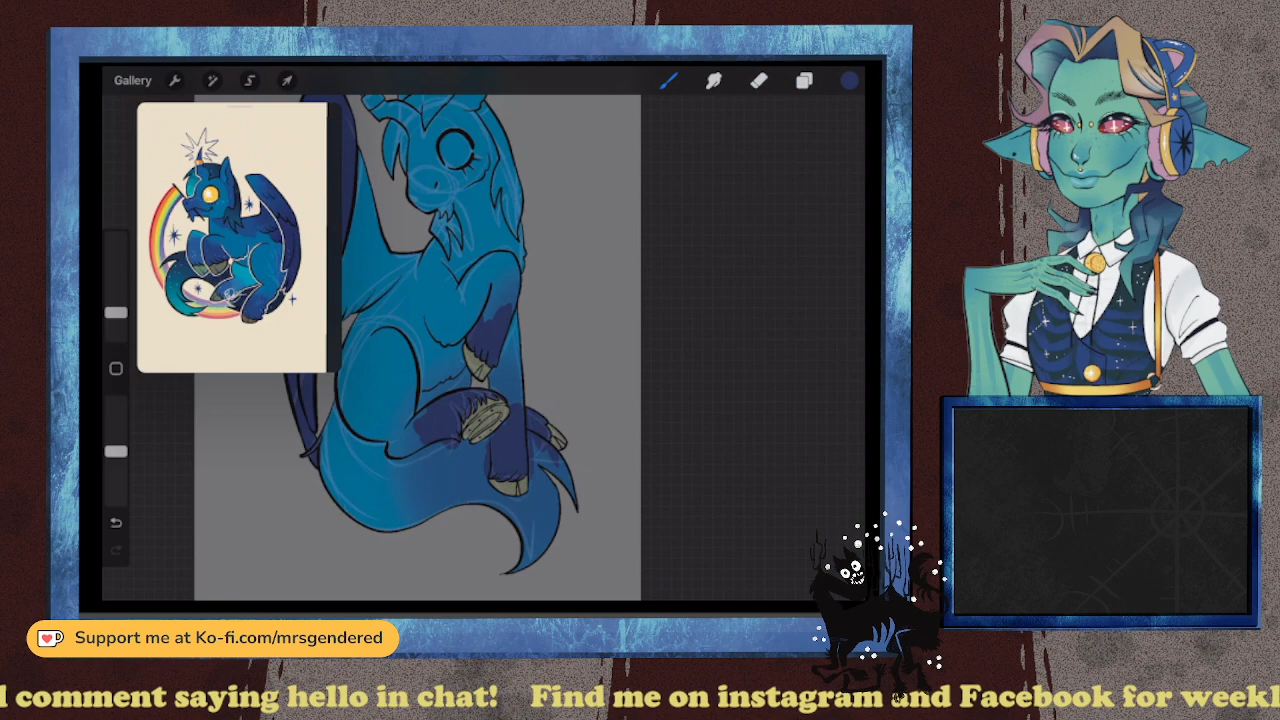 Gallery
Support me at Ko-fi.com/mrsgendered
comment saying hello in chat! Find me on instagram and Facebook for